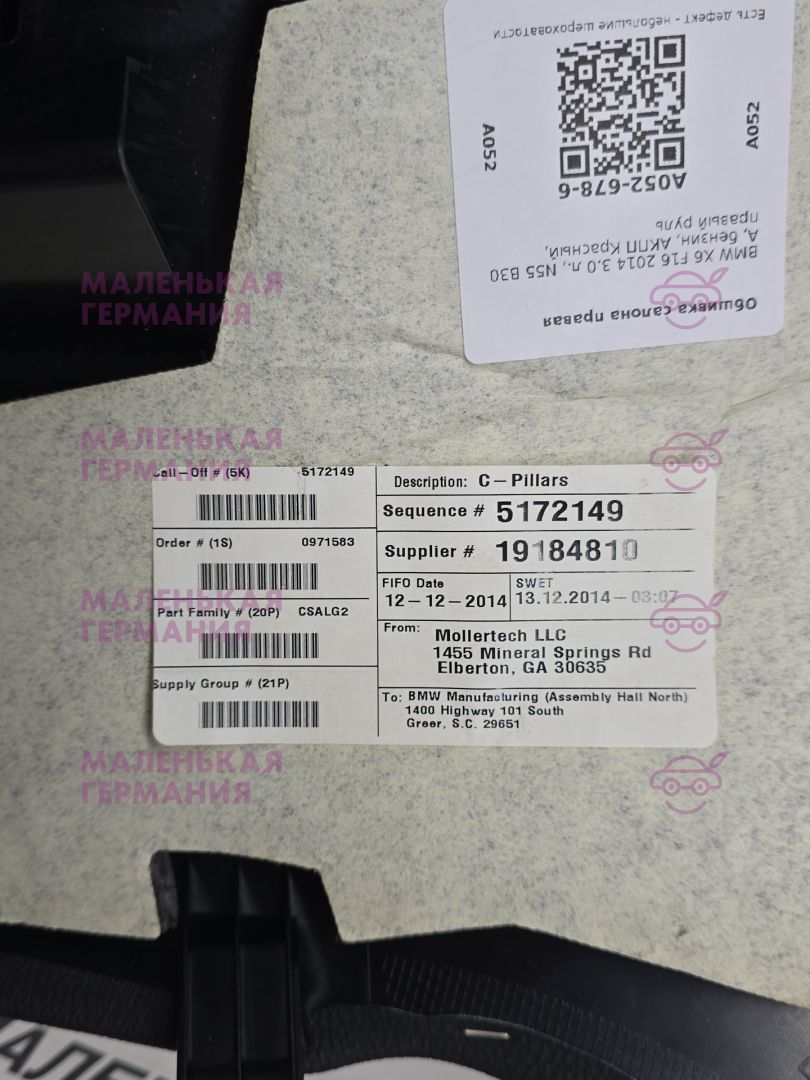 Есть дефект - небольшие шероховатости
A052
A052
A052-678-6
BMW X6 F16 2014 3.0 л., N55 B30
A, бензин, АКПП Красный,
правый руль
Обшивка салона правая
МАЛЕНЬКАЯ
ГЕРМАНИЯ
МАЛЕНЬКАЯ
ГЕРМАНИЯ
Call-Off # (5K) 5172149
Order # (1S) 0971583
Part Family # (20P) CSALG2
Supply Group # (21P)
Description: C-Pillars
Sequence # 5172149
Supplier # 19184810
FIFO Date
12-12-2014
SWET
13.12.2014-03:07
From: Mollertech LLC
1455 Mineral Springs Rd
Elberton, GA 30635
To: BMW Manufacturing (Assembly Hall North)
1400 Highway 101 South
Greer, S.C. 29651
МАЛЕНЬКАЯ
ГЕРМАНИЯ
МАЛЕНЬКАЯ
ГЕРМАНИЯ